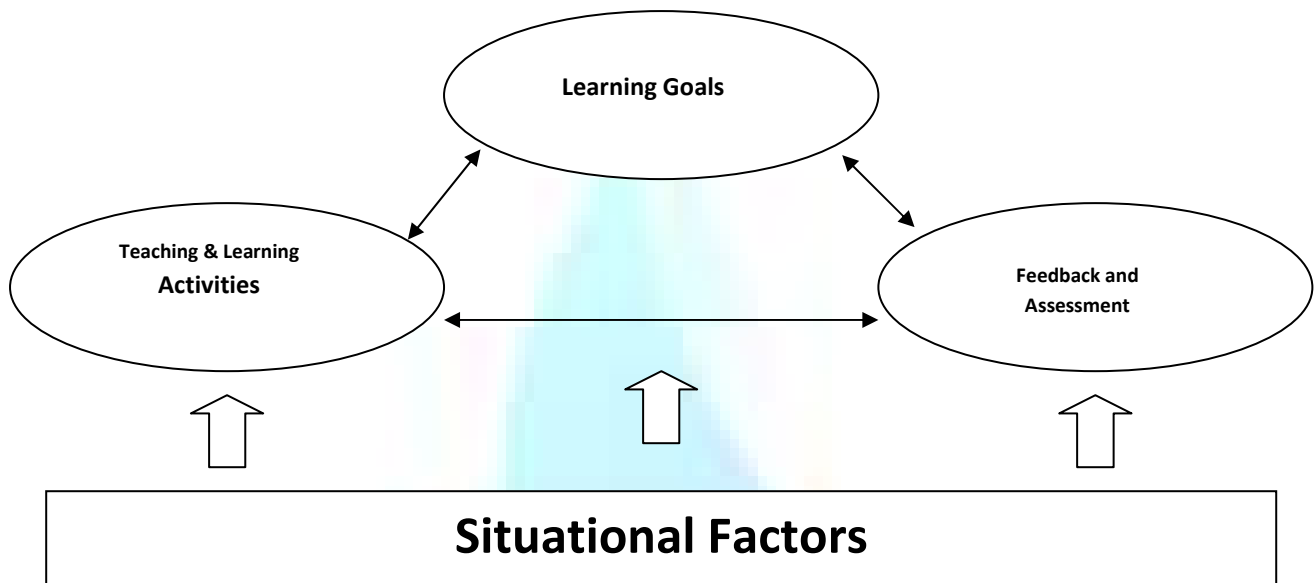 Learning Goals
Teaching & Learning
Activities
Feedback and
Assessment
Situational Factors